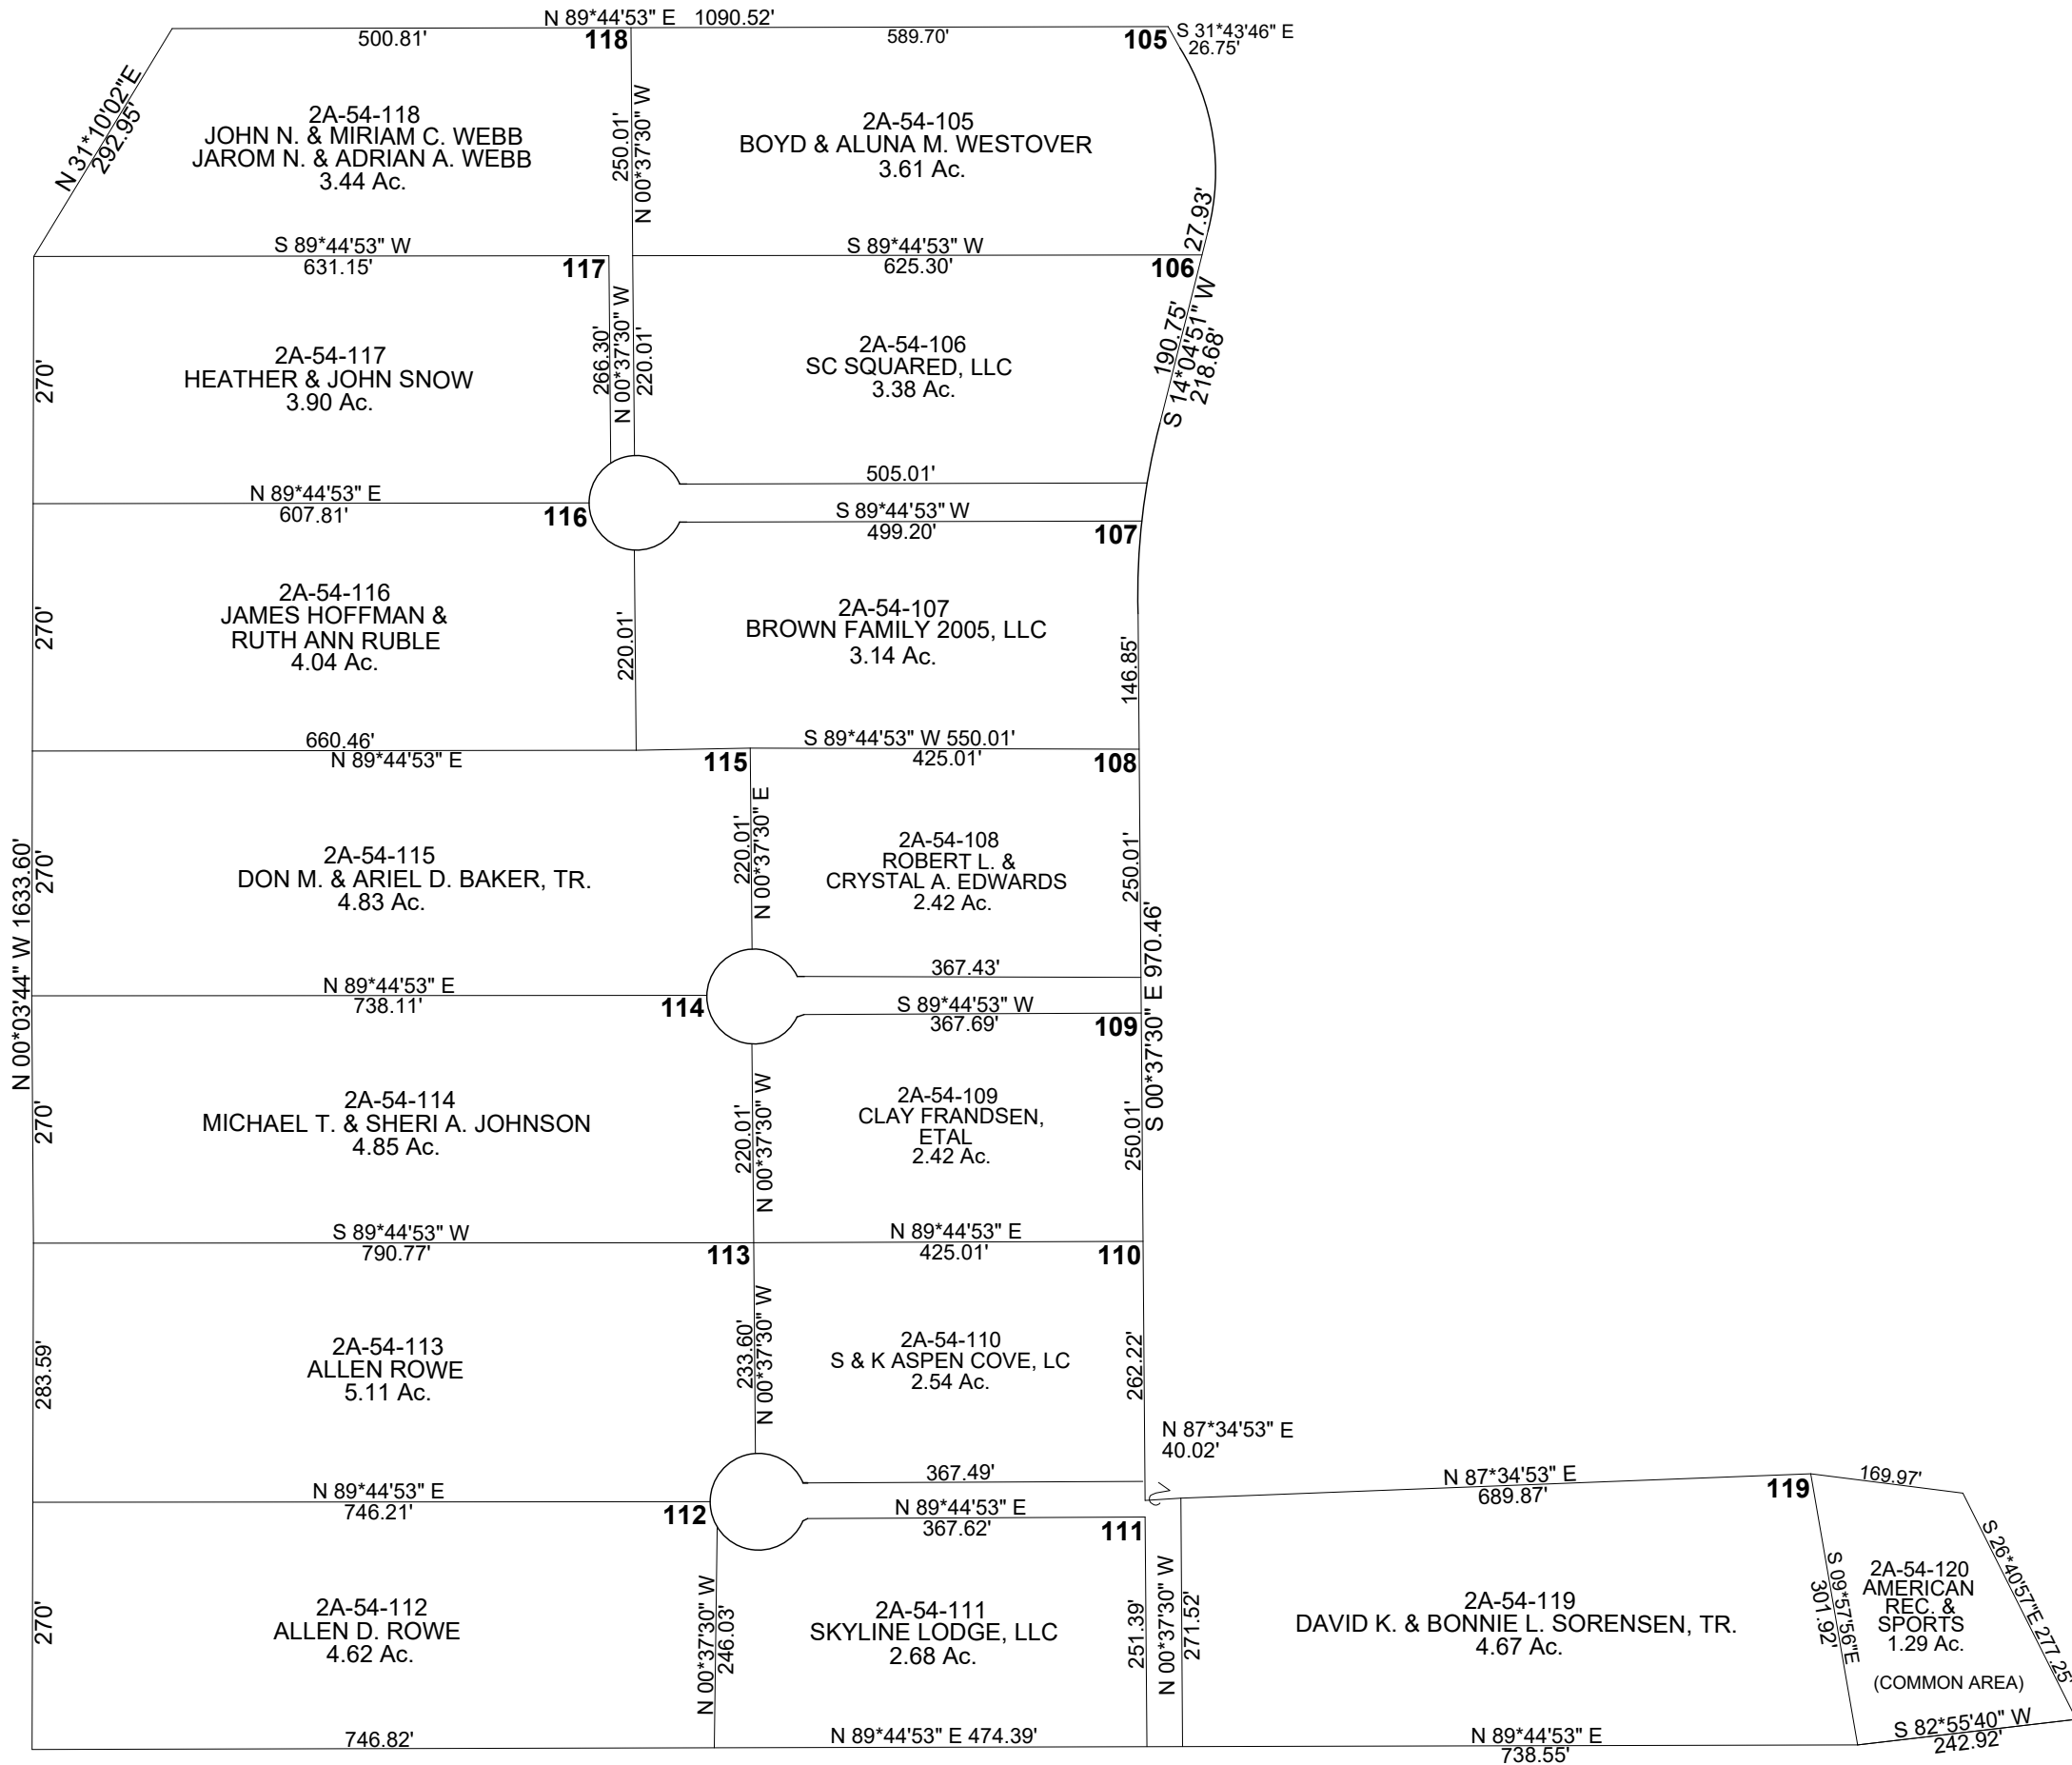 N 89*44'53" E 1090.52'
500.81'
118
589.70'
105
S 31*43'46" E
26.75'
N 31*10'02"E
292.95'
2A-54-118
JOHN N. & MIRIAM C. WEBB
JAROM N. & ADRIAN A. WEBB
3.44 Ac.
250.01'
N 00*37'30" W
2A-54-105
BOYD & ALUNA M. WESTOVER
3.61 Ac.
27.93'
S 89*44'53" W
631.15'
117
S 89*44'53" W
625.30'
106
270'
2A-54-117
HEATHER & JOHN SNOW
3.90 Ac.
266.30'
N 00*37'30" W
220.01'
2A-54-106
SC SQUARED, LLC
3.38 Ac.
190.75'
S 14*04'51" W
218.68'
505.01'
N 89*44'53" E
607.81'
116
S 89*44'53" W
499.20'
107
270'
2A-54-116
JAMES HOFFMAN &
RUTH ANN RUBLE
4.04 Ac.
220.01'
2A-54-107
BROWN FAMILY 2005, LLC
3.14 Ac.
146.85'
660.46'
N 89*44'53" E
115
S 89*44'53" W 550.01'
425.01'
108
N 00*03'44" W 1633.60'
270'
2A-54-115
DON M. & ARIEL D. BAKER, TR.
4.83 Ac.
220.01'
N 00*37'30" E
2A-54-108
ROBERT L. &
CRYSTAL A. EDWARDS
2.42 Ac.
250.01'
S 00*37'30" E 970.46'
367.43'
N 89*44'53" E
738.11'
114
S 89*44'53" W
367.69'
109
270'
2A-54-114
MICHAEL T. & SHERI A. JOHNSON
4.85 Ac.
220.01'
N 00*37'30" W
2A-54-109
CLAY FRANDSEN,
ETAL
2.42 Ac.
250.01'
S 89*44'53" W
790.77'
113
N 89*44'53" E
425.01'
110
283.59'
2A-54-113
ALLEN ROWE
5.11 Ac.
233.60'
N 00*37'30" W
2A-54-110
S & K ASPEN COVE, LC
2.54 Ac.
262.22'
N 87*34'53" E
40.02'
367.49'
N 89*44'53" E
746.21'
112
N 89*44'53" E
367.62'
111
N 87*34'53" E
689.87'
119
169.97'
270'
2A-54-112
ALLEN D. ROWE
4.62 Ac.
N 00*37'30" W
246.03'
2A-54-111
SKYLINE LODGE, LLC
2.68 Ac.
251.39'
N 00*37'30" W
271.52'
2A-54-119
DAVID K. & BONNIE L. SORENSEN, TR.
4.67 Ac.
S 09*57'56"E
301.92'
2A-54-120
AMERICAN
REC. &
SPORTS
1.29 Ac.
(COMMON AREA)
S 26*40'57"E 277.25'
746.82'
N 89*44'53" E 474.39'
N 89*44'53" E
738.55'
S 82*55'40" W
242.92'